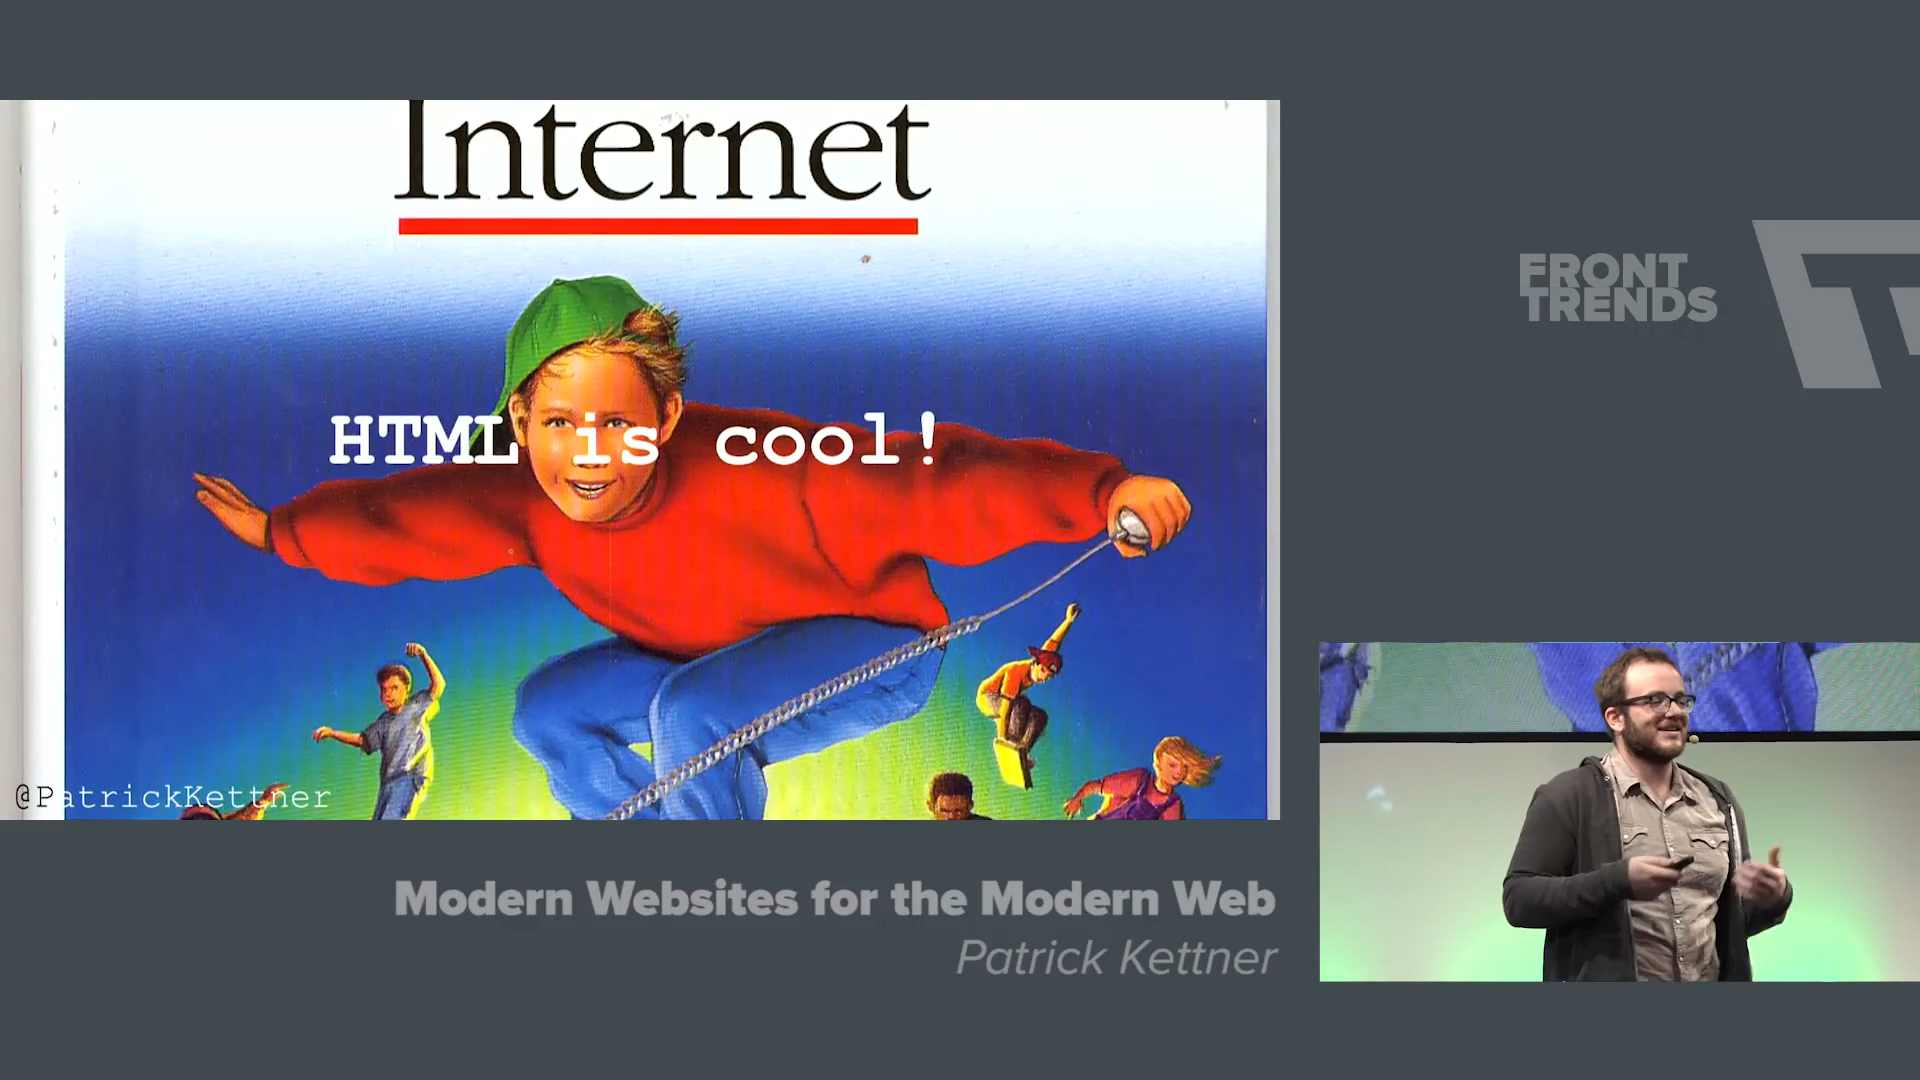 Internet
HTML is cool!
@PatrickKettner
FRONT
TRENDS
Modern Websites for the Modern Web
Patrick Kettner